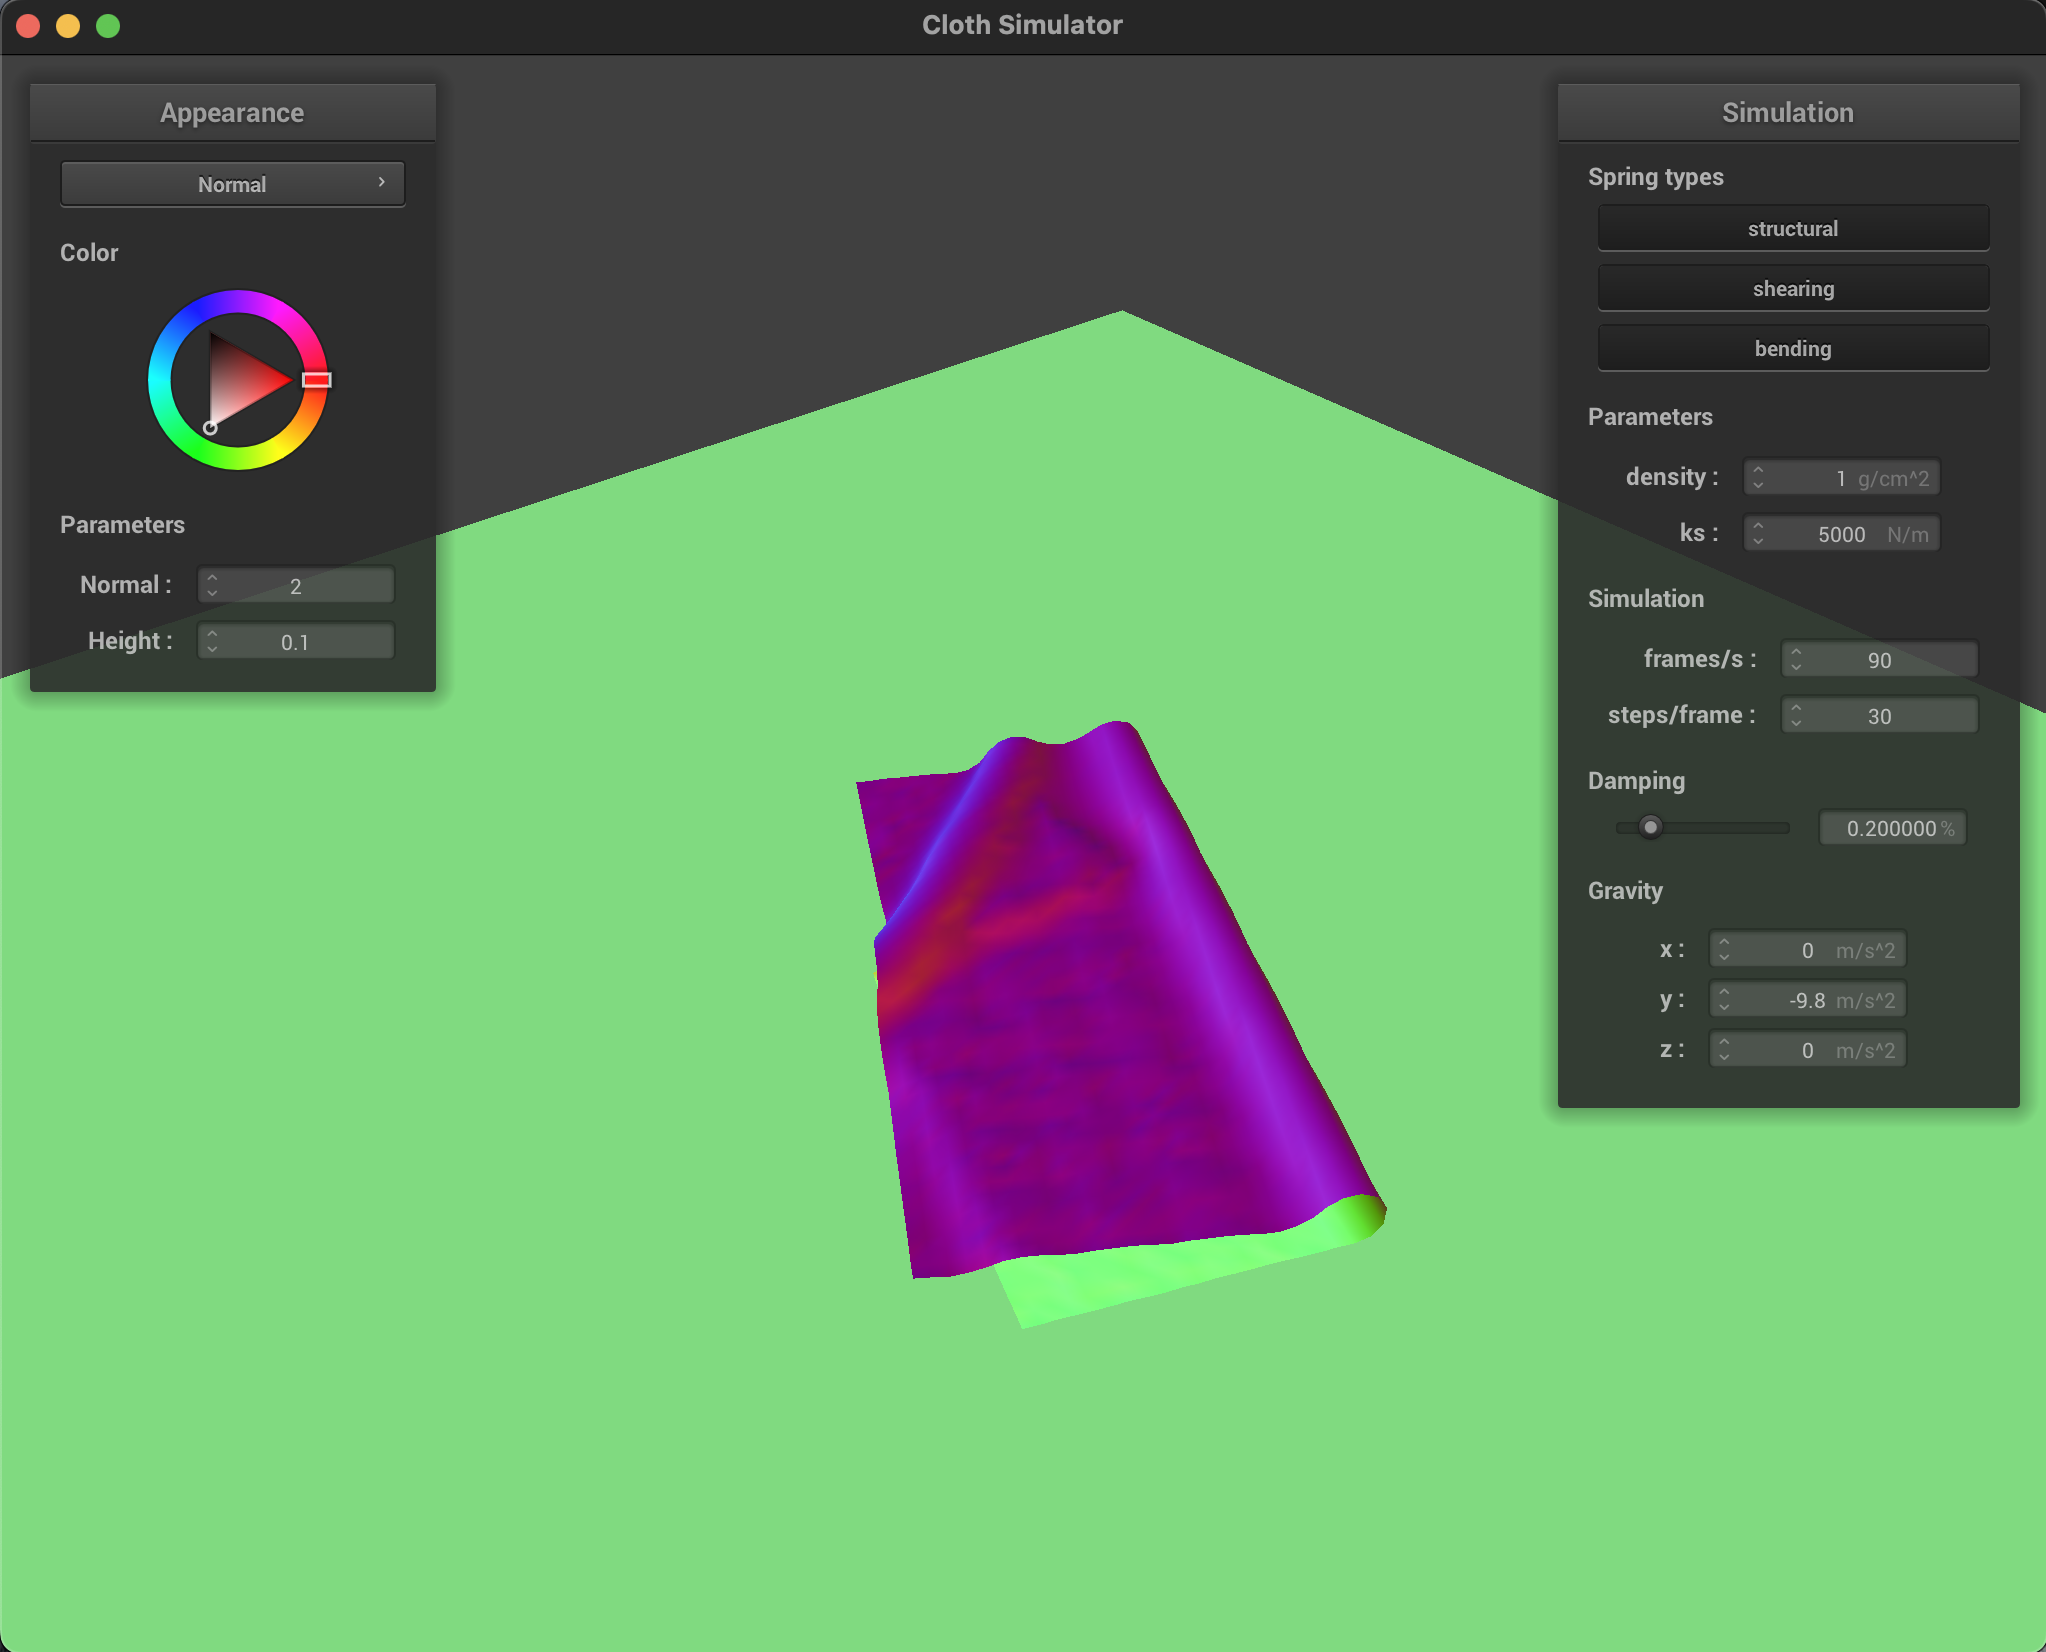 Cloth Simulator
Appearance
Normal
Color
Parameters
Normal : 2
Height : 0.1
Simulation
Spring types
structural
shearing
bending
Parameters
density : 1 g/cm^2
ks : 5000 N/m
Simulation
frames/s : 90
steps/frame : 30
Damping
0.200000 %
Gravity
x : 0 m/s^2
y : -9.8 m/s^2
z : 0 m/s^2